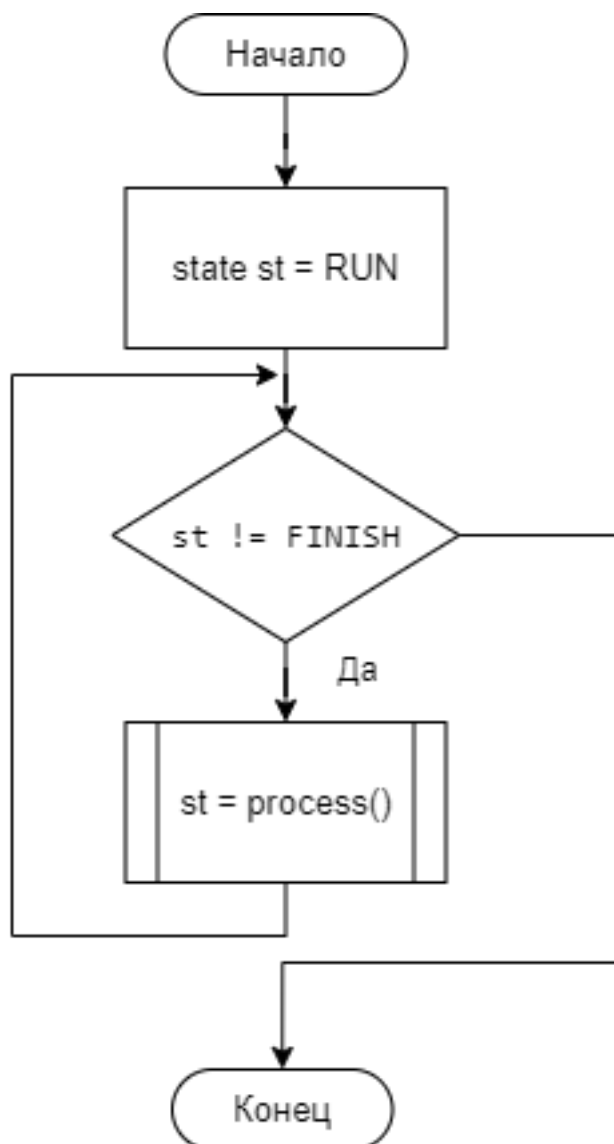 Начало
state st = RUN
st != FINISH
Да
st = process()
Конец